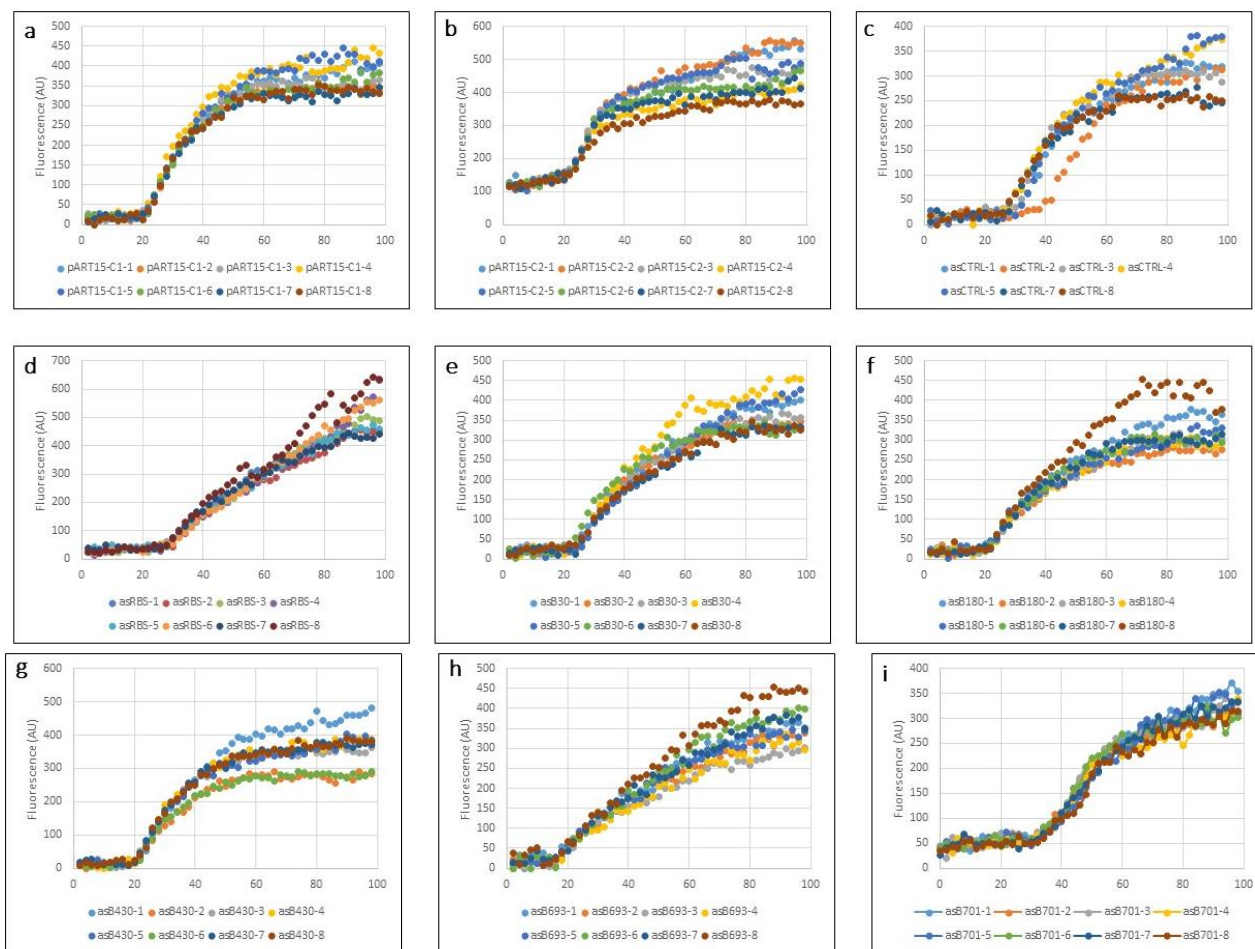 a
Fluorescence (AU)
500
450
400
350
300
250
200
150
100
50
0
0 20 40 60 80 100
pART15-C1-1 pART15-C1-2 pART15-C1-3 pART15-C1-4
pART15-C1-5 pART15-C1-6 pART15-C1-7 pART15-C1-8
b
Fluorescence (AU)
600
500
400
300
200
100
0
0 20 40 60 80 100
pART15-C2-1 pART15-C2-2 pART15-C2-3 pART15-C2-4
pART15-C2-5 pART15-C2-6 pART15-C2-7 pART15-C2-8
c
Fluorescence (AU)
400
350
300
250
200
150
100
50
0
0 20 40 60 80 100
asCTRL-1 asCTRL-2 asCTRL-3 asCTRL-4
asCTRL-5 asCTRL-7 asCTRL-8
d
Fluorescence (AU)
700
600
500
400
300
200
100
0
0 20 40 60 80 100
asRBS-1 asRBS-2 asRBS-3 asRBS-4
asRBS-5 asRBS-6 asRBS-7 asRBS-8
e
Fluorescence (AU)
500
450
400
350
300
250
200
150
100
50
0
0 20 40 60 80 100
asB30-1 asB30-2 asB30-3 asB30-4
asB30-5 asB30-6 asB30-7 asB30-8
f
Fluorescence (AU)
500
450
400
350
300
250
200
150
100
50
0
0 20 40 60 80 100
asB180-1 asB180-2 asB180-3 asB180-4
asB180-5 asB180-6 asB180-7 asB180-8
g
Fluorescence (AU)
600
500
400
300
200
100
0
0 20 40 60 80 100
asB430-1 asB430-2 asB430-3 asB430-4
asB430-5 asB430-6 asB430-7 asB430-8
h
Fluorescence (AU)
500
450
400
350
300
250
200
150
100
50
0
0 20 40 60 80 100
asB693-1 asB693-2 asB693-3 asB693-4
asB693-5 asB693-6 asB693-7 asB693-8
i
Fuorescence (AU)
400
350
300
250
200
150
100
50
0
0 20 40 60 80 100
asB701-1 asB701-2 asB701-3 asB701-4
asB701-5 asB701-6 asB701-7 asB701-8